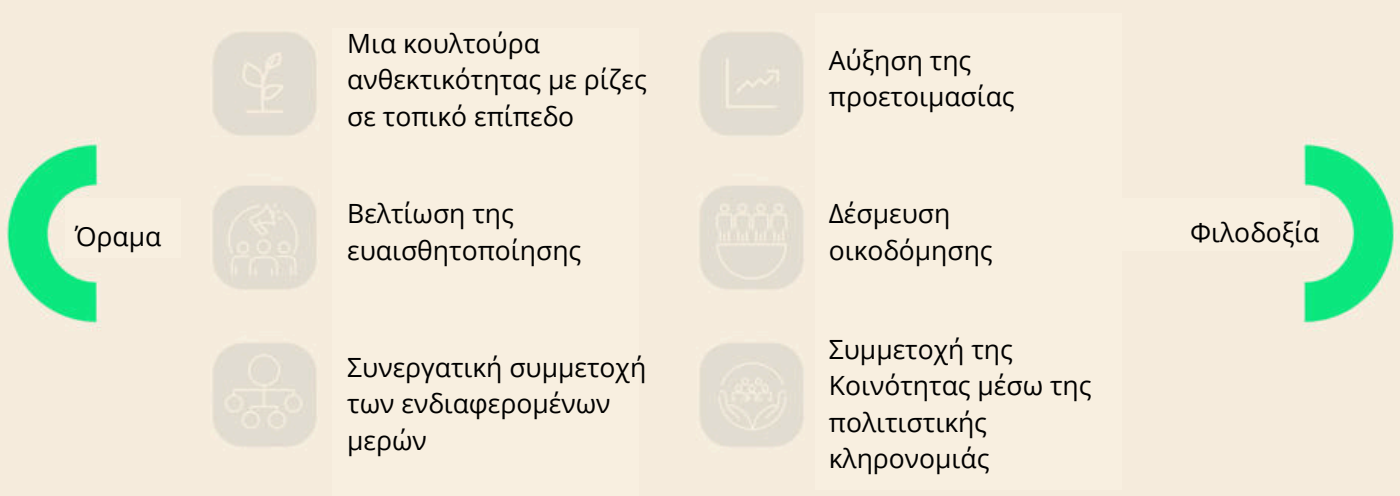 Όραμα
Μια κουλτούρα
ανθεκτικότητας με ρίζες
σε τοπικό επίπεδο
Βελτίωση της
ευαισθητοποίησης
Συνεργατική συμμετοχή
των ενδιαφερομένων
μερών
Αύξηση της
προετοιμασίας
Δέσμευση
οικοδόμησης
Συμμετοχή της
Κοινότητας μέσω της
πολιτιστικής
κληρονομιάς
Φιλοδοξία